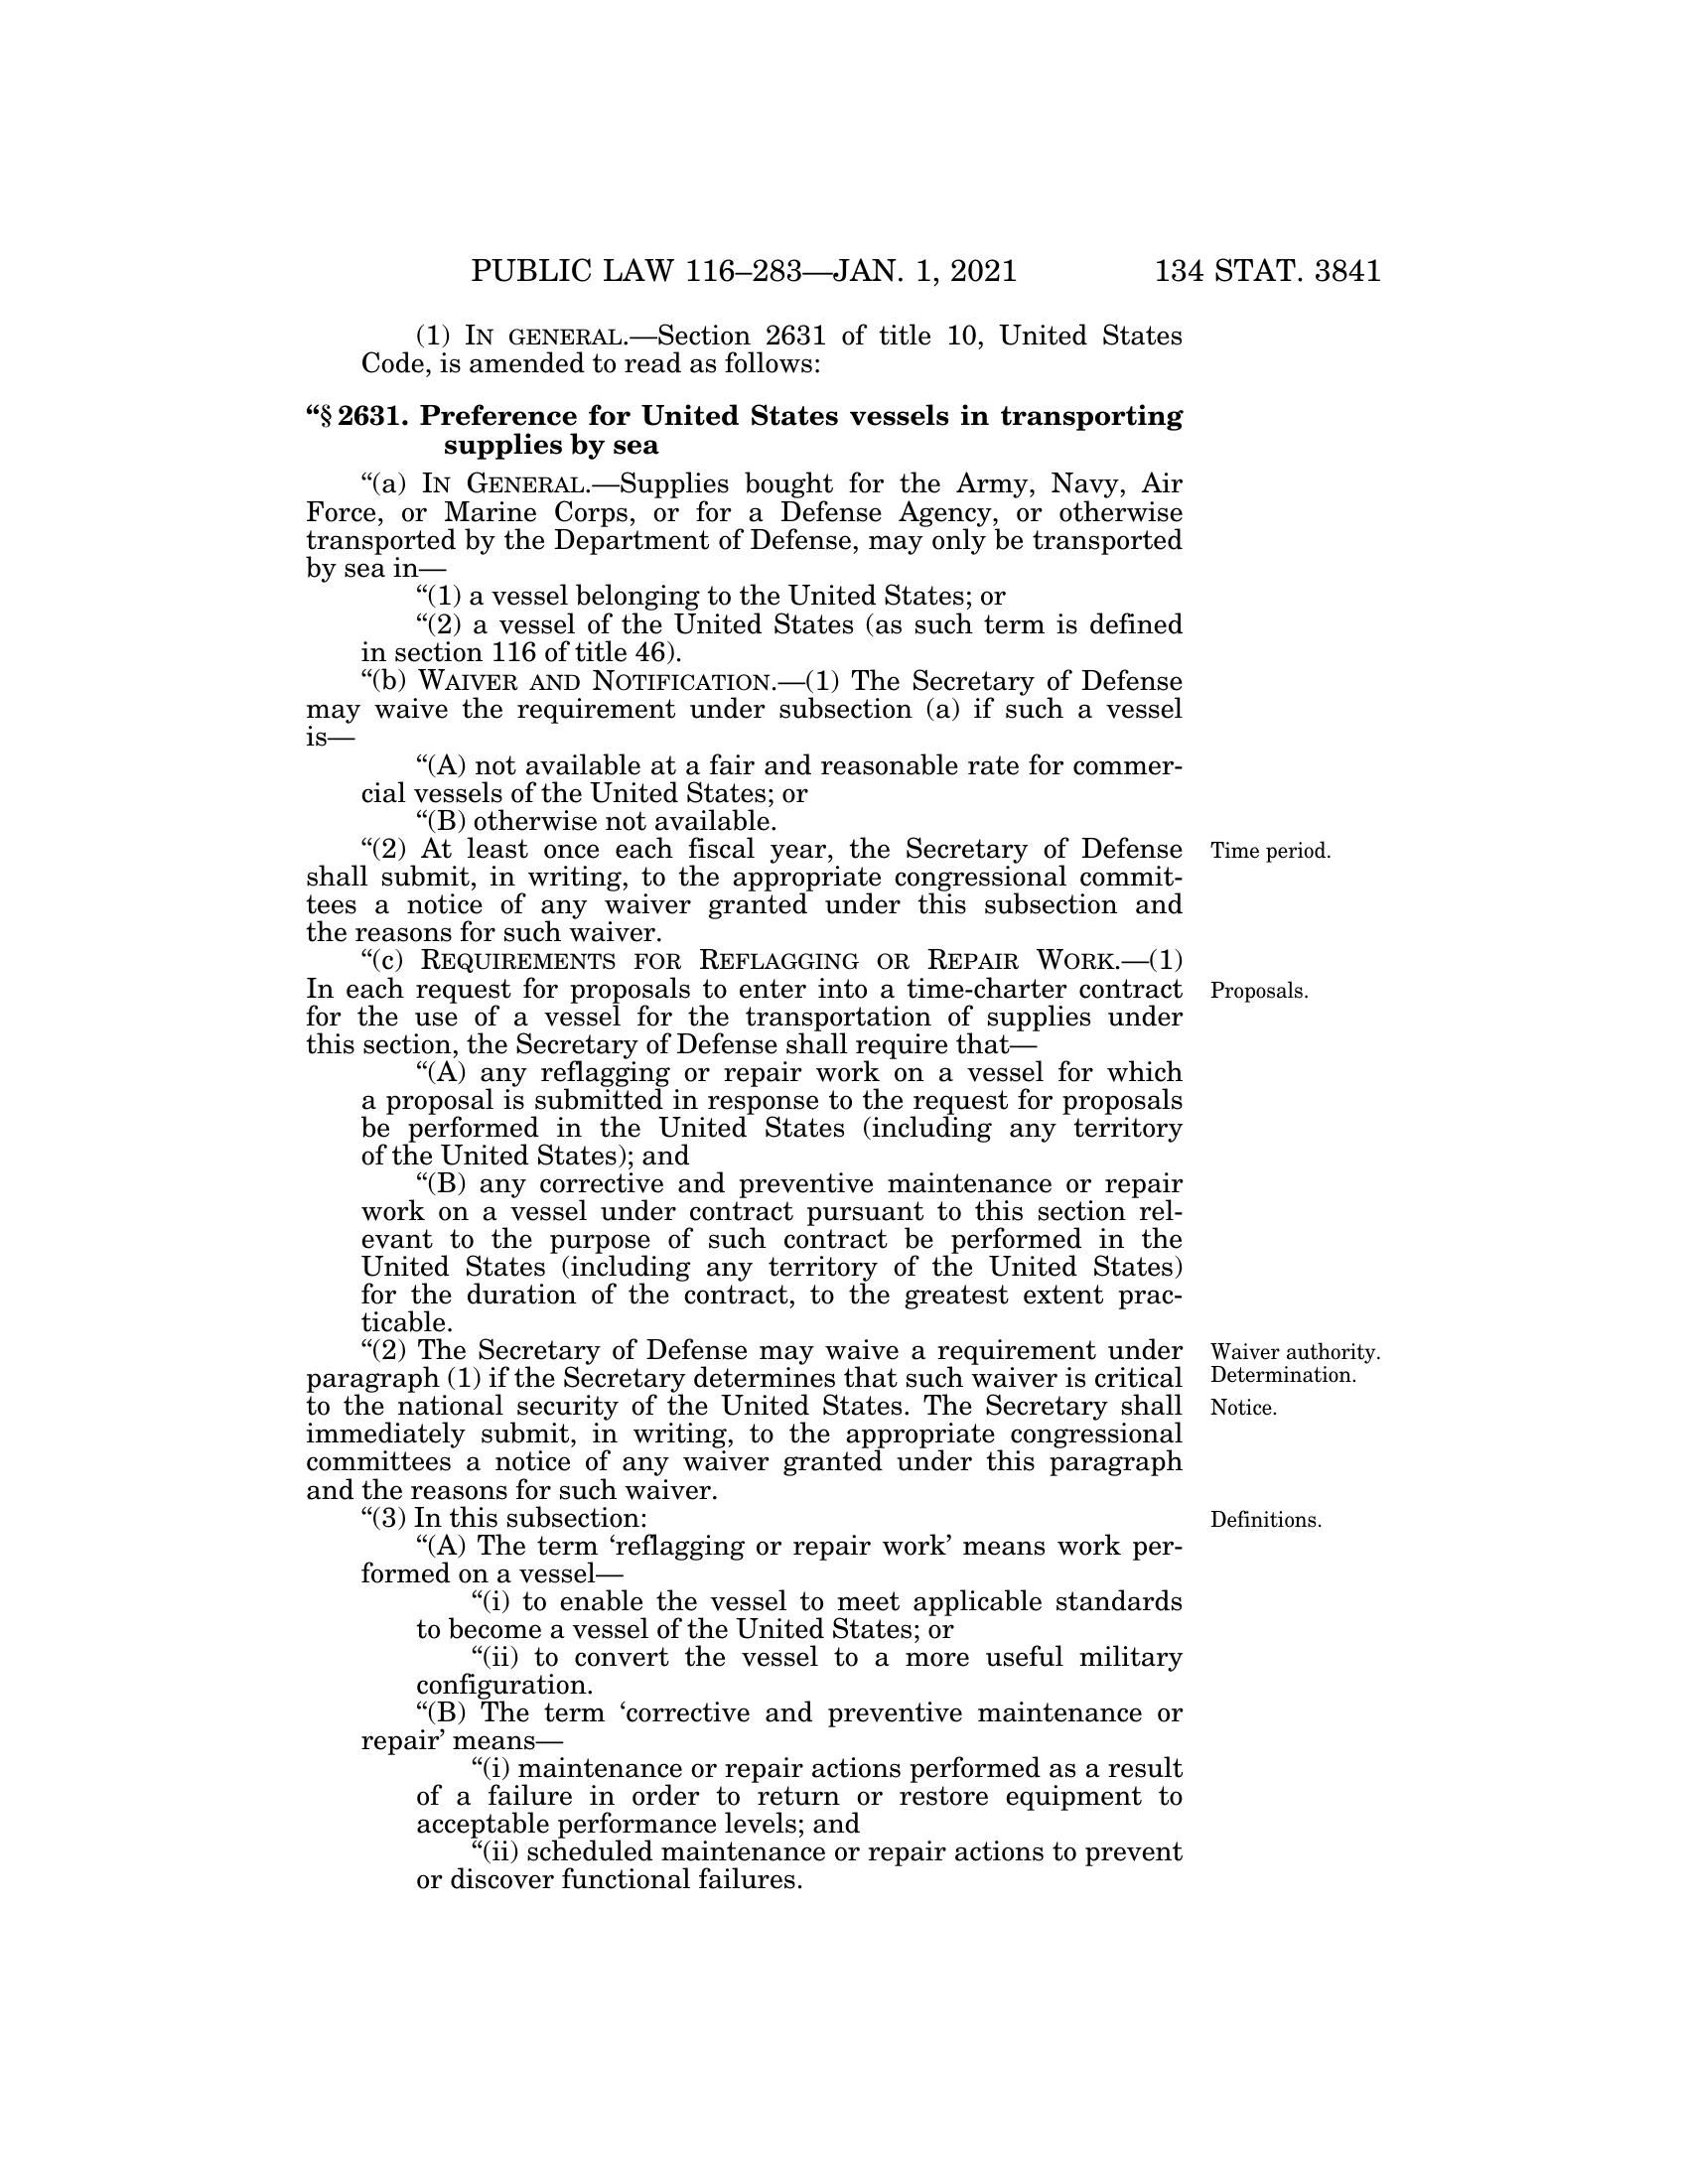 PUBLIC LAW 116–283—JAN. 1, 2021 134 STAT. 3841
(1) IN GENERAL.—Section 2631 of title 10, United States
Code, is amended to read as follows:
“§ 2631. Preference for United States vessels in transporting
supplies by sea
“(a) IN GENERAL.—Supplies bought for the Army, Navy, Air
Force, or Marine Corps, or for a Defense Agency, or otherwise
transported by the Department of Defense, may only be transported
by sea in—
“(1) a vessel belonging to the United States; or
“(2) a vessel of the United States (as such term is defined
in section 116 of title 46).
“(b) WAIVER AND NOTIFICATION.—(1) The Secretary of Defense
may waive the requirement under subsection (a) if such a vessel
is—
“(A) not available at a fair and reasonable rate for commer-
cial vessels of the United States; or
“(B) otherwise not available.
“(2) At least once each fiscal year, the Secretary of Defense
Time period.
shall submit, in writing, to the appropriate congressional commit-
tees a notice of any waiver granted under this subsection and
the reasons for such waiver.
“(c) REQUIREMENTS FOR REFLAGGING OR REPAIR WORK.—(1)
In each request for proposals to enter into a time-charter contract
Proposals.
for the use of a vessel for the transportation of supplies under
this section, the Secretary of Defense shall require that—
“(A) any reflagging or repair work on a vessel for which
a proposal is submitted in response to the request for proposals
be performed in the United States (including any territory
of the United States); and
“(B) any corrective and preventive maintenance or repair
work on a vessel under contract pursuant to this section rel-
evant to the purpose of such contract be performed in the
United States (including any territory of the United States)
for the duration of the contract, to the greatest extent prac-
ticable.
“(2) The Secretary of Defense may waive a requirement under
Waiver authority.
paragraph (1) if the Secretary determines that such waiver is critical
Determination.
to the national security of the United States. The Secretary shall
Notice.
immediately submit, in writing, to the appropriate congressional
committees a notice of any waiver granted under this paragraph
and the reasons for such waiver.
“(3) In this subsection:
Definitions.
“(A) The term ‘reflagging or repair work’ means work per-
formed on a vessel—
“(i) to enable the vessel to meet applicable standards
to become a vessel of the United States; or
“(ii) to convert the vessel to a more useful military
configuration.
“(B) The term ‘corrective and preventive maintenance or
repair’ means—
“(i) maintenance or repair actions performed as a result
of a failure in order to return or restore equipment to
acceptable performance levels; and
“(ii) scheduled maintenance or repair actions to prevent
or discover functional failures.